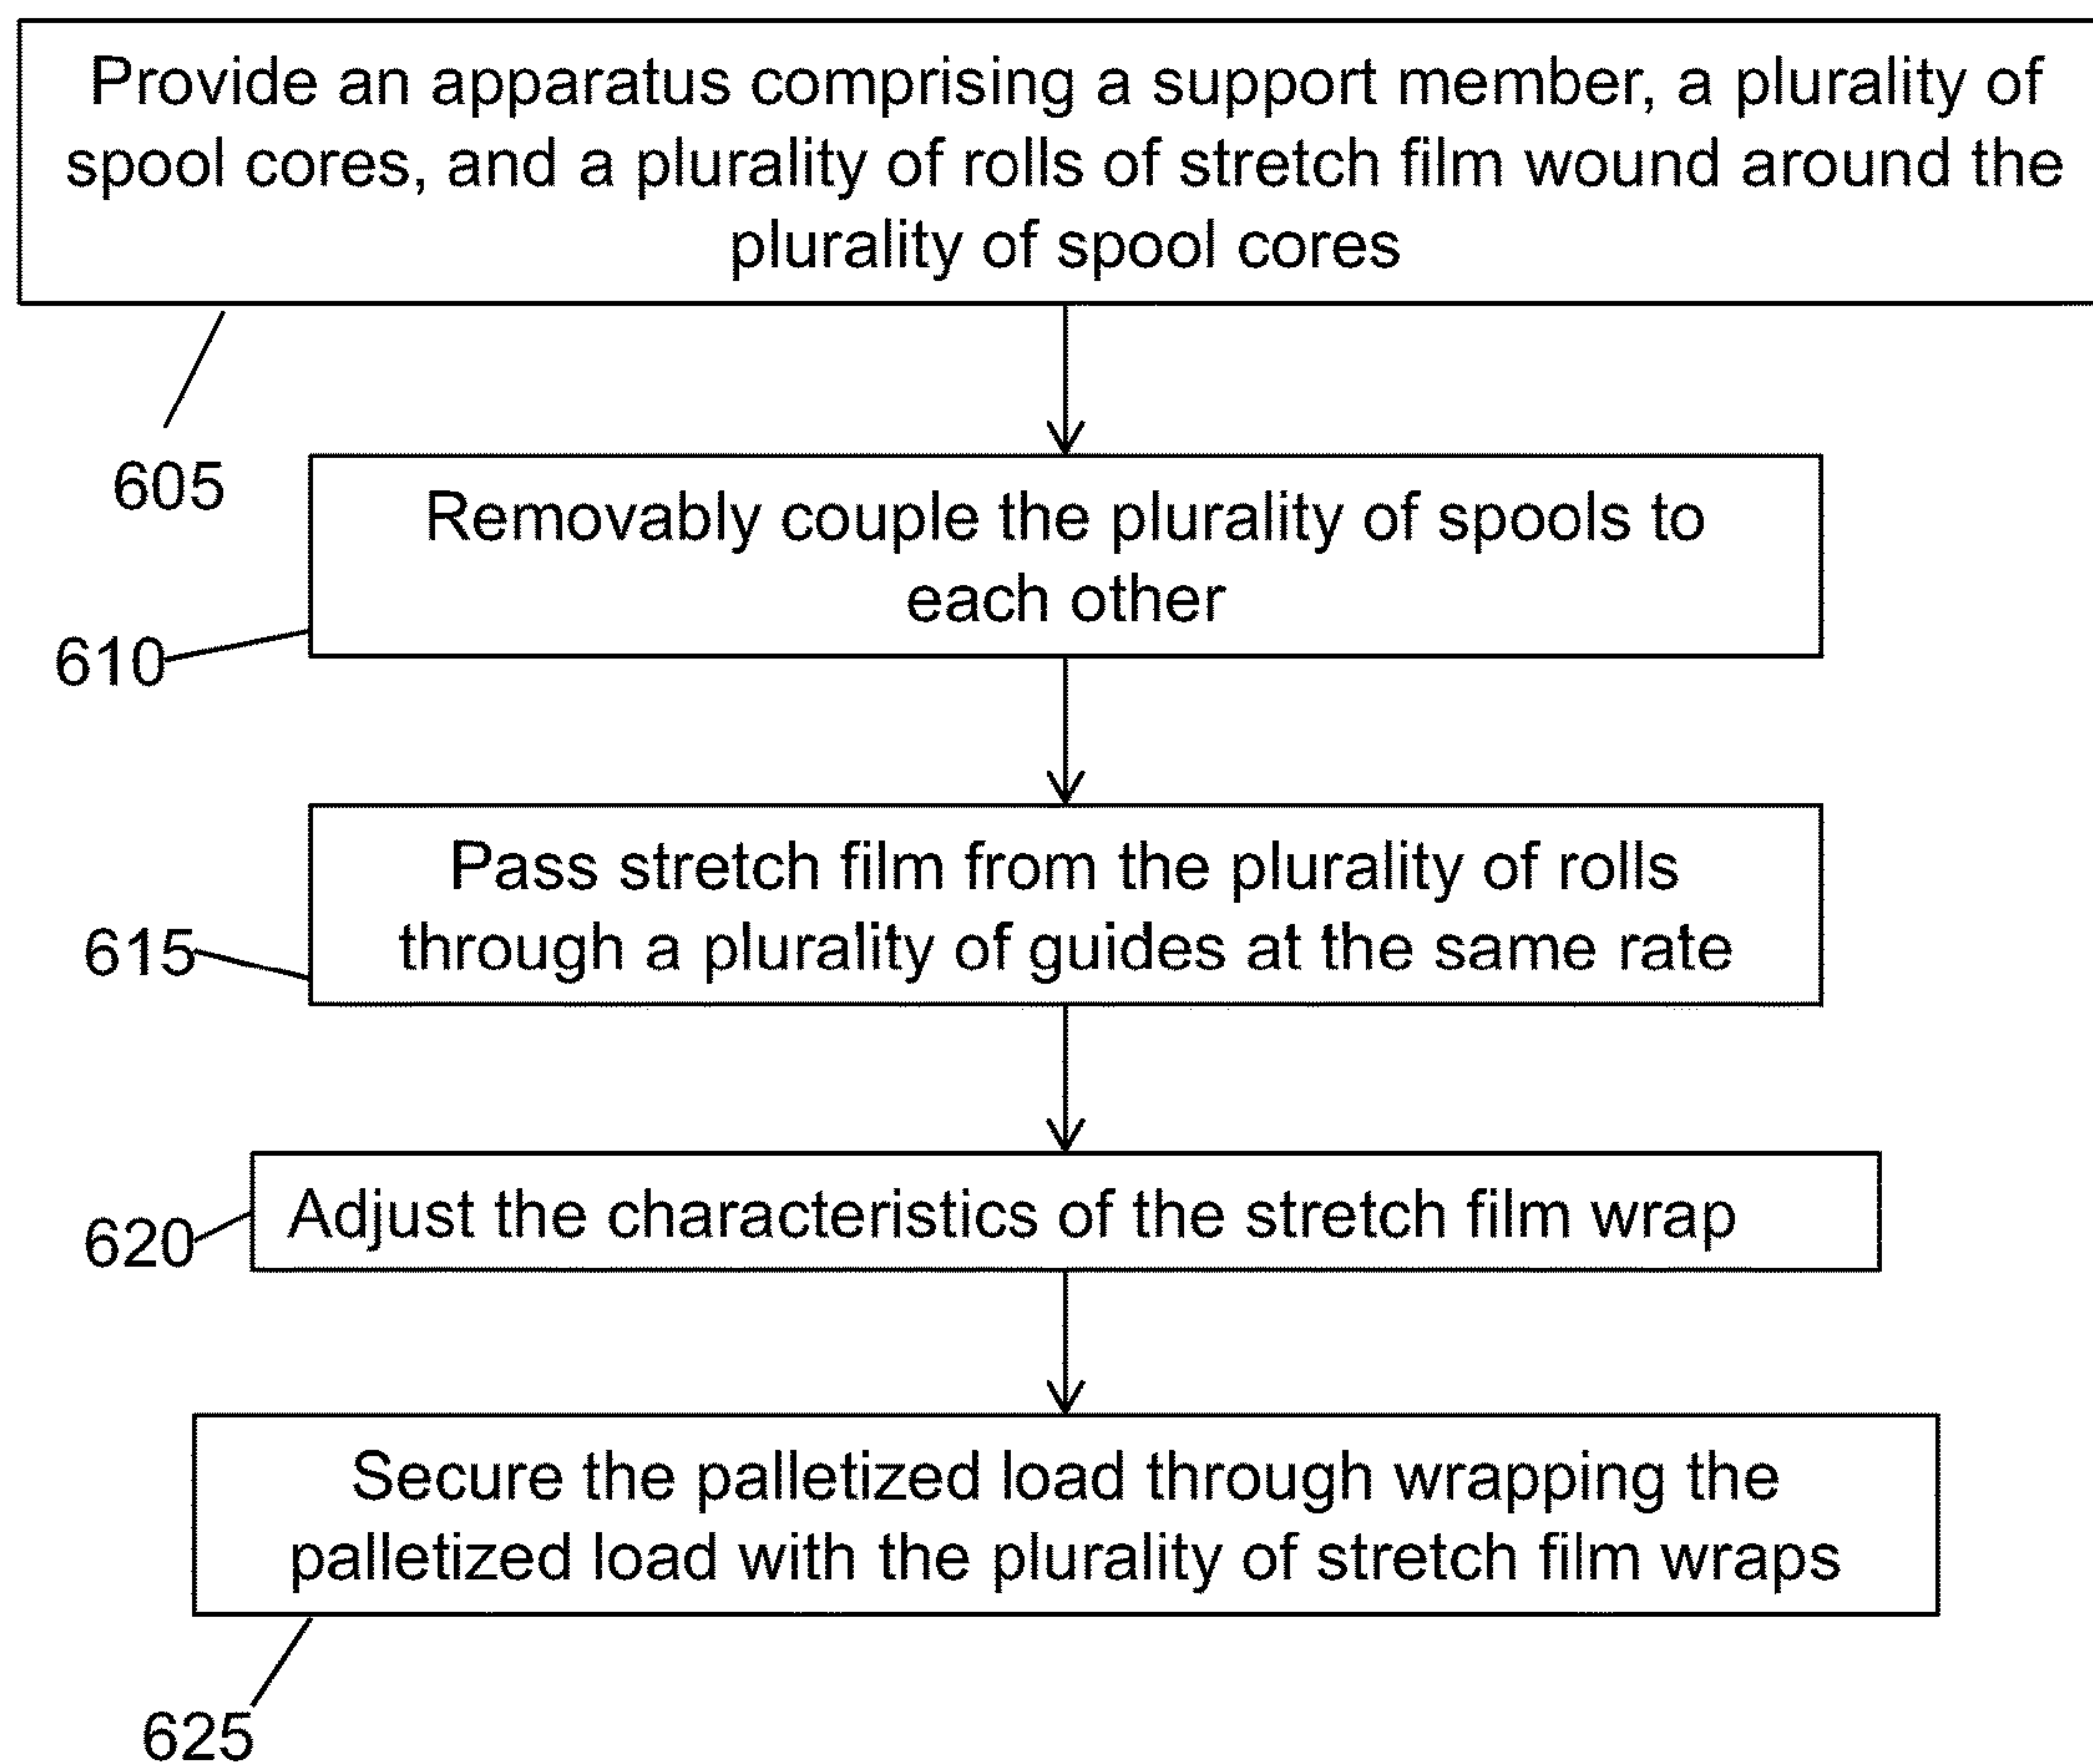 Provide an apparatus comprising a support member, a plurality of
spool cores, and a plurality of rolls of stretch film wound around the
plurality of spool cores
605
Removably couple the plurality of spools to
each other
610
Pass stretch film from the plurality of rolls
through a plurality of guides at the same rate
615
Adjust the characteristics of the stretch film wrap
620
Secure the palletized load through wrapping the
palletized load with the plurality of stretch film wraps
625